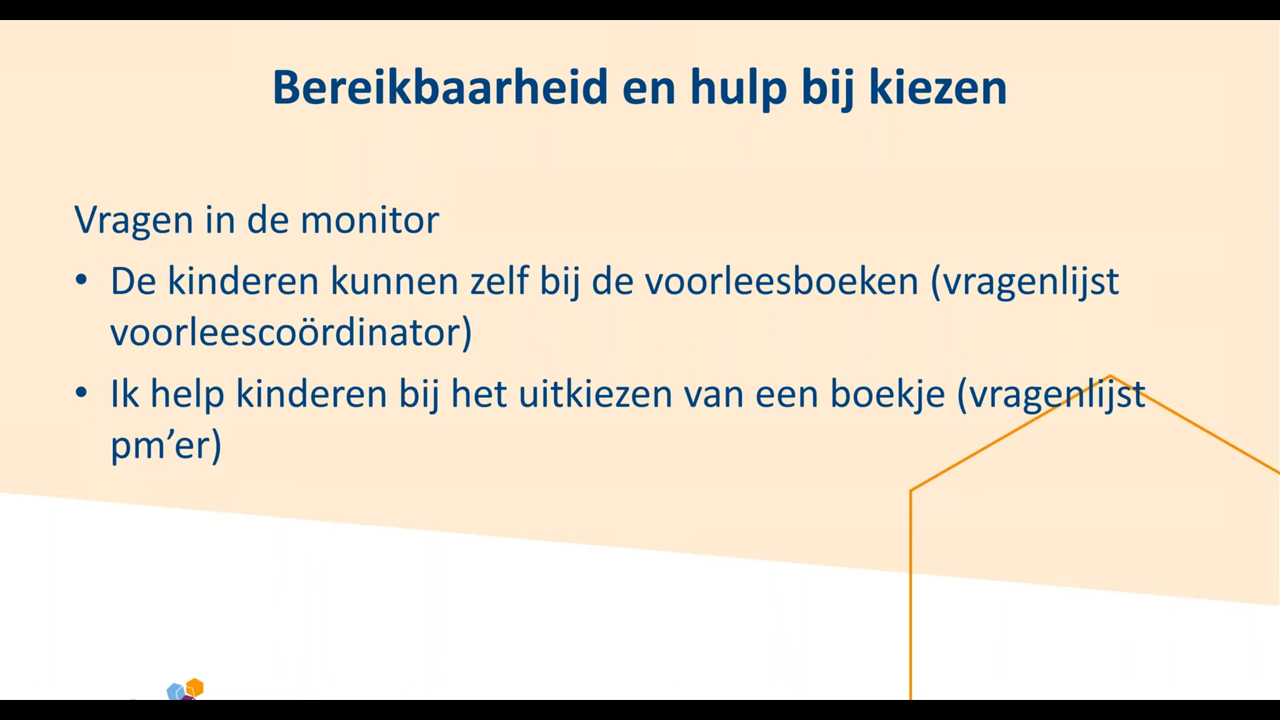 Bereikbaarheid en hulp bij kiezen
Vragen in de monitor
• De kinderen kunnen zelf bij de voorleesboeken (vragenlijst
voorleescoördinator)
• Ik help kinderen bij het uitkiezen van een boekje (vragenlijst
pm’er)